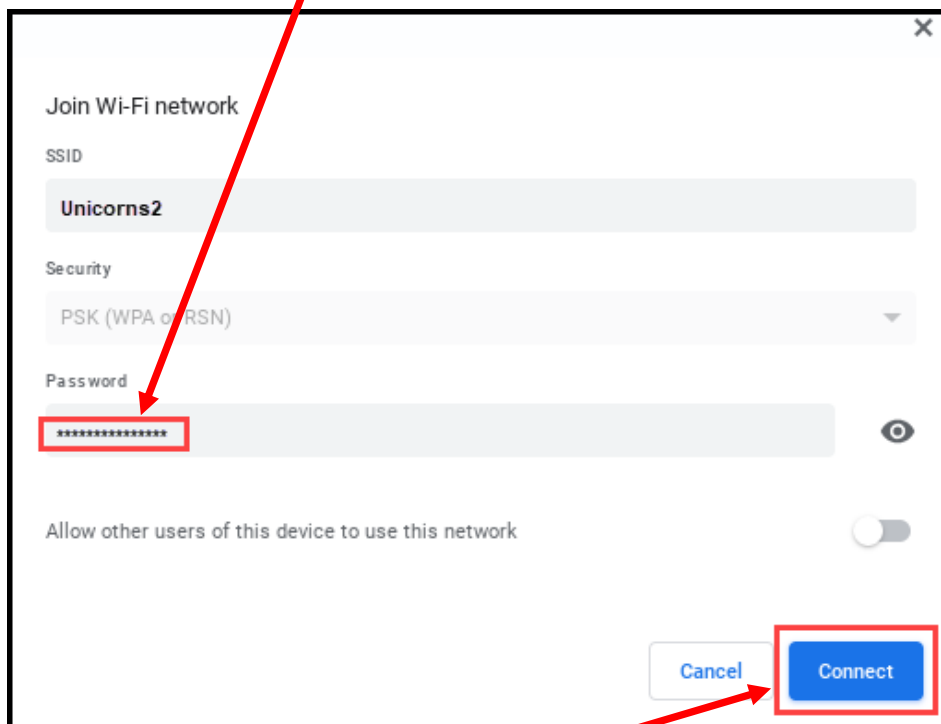 Join Wi-Fi network
SSID
Unicorns2
Security
PSK (WPA or RSN)
Password
***************
Allow other users of this device to use this network
Cancel
Connect